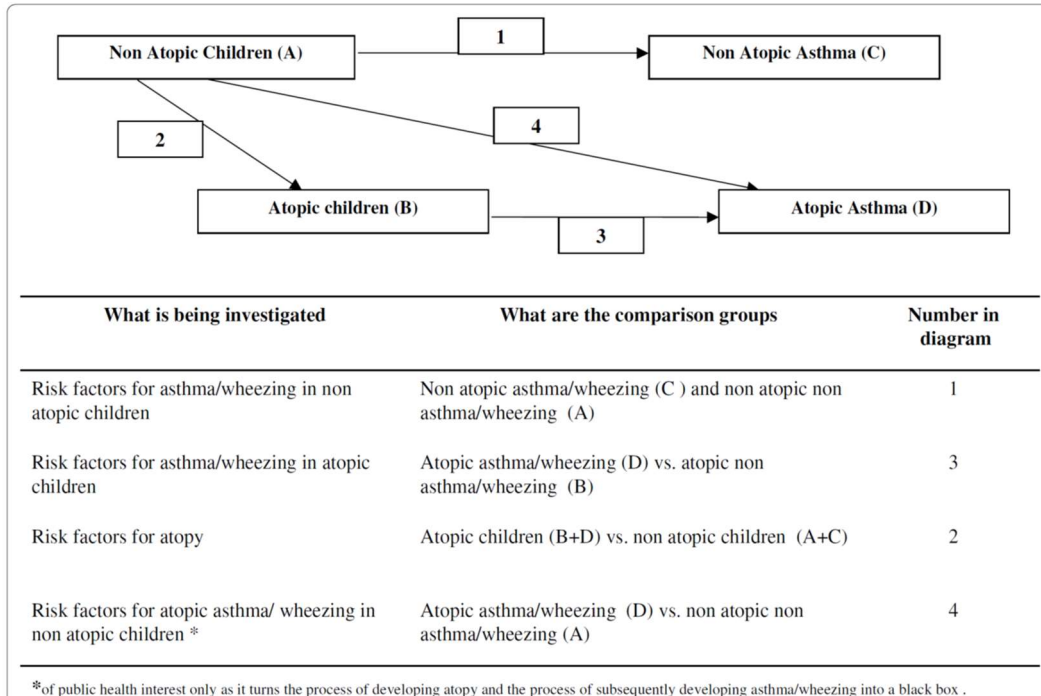 1
Non Atopic Children (A)
Non Atopic Asthma (C)
4
2
Atopic children (B)
Atopic Asthma (D)
3
What is being investigated
What are the comparison groups
Number in
diagram
Risk factors for asthma/wheezing in non
atopic children
Non atopic asthma/wheezing (C ) and non atopic non
asthma/wheezing (A)
1
Risk factors for asthma/wheezing in atopic
children
Atopic asthma/wheezing (D) vs. atopic non
asthma/wheezing (B)
3
Risk factors for atopy
Atopic children (B+D) vs. non atopic children (A+C)
2
Risk factors for atopic asthma/ wheezing in
non atopic children *
Atopic asthma/wheezing (D) vs. non atopic non
asthma/wheezing (A)
4
*of public health interest only as it turns the process of developing atopy and the process of subsequently developing asthma/wheezing into a black box .